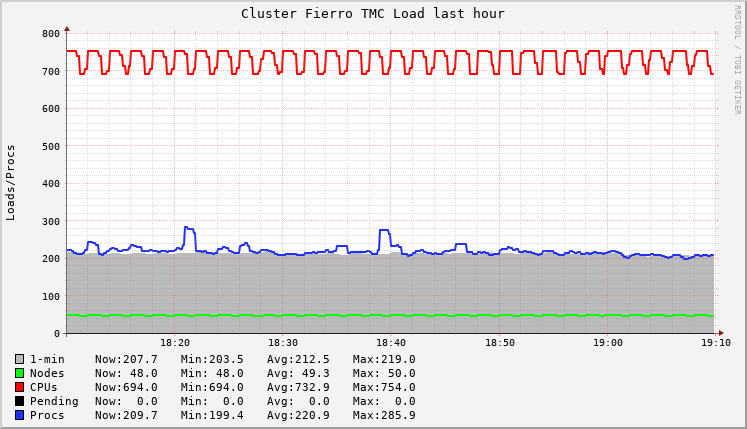 Cluster Fierro TMC Load last hour
RRDTOOL / TOBI OETIKER
Loads/Procs
800
700
600
500
400
300
200
100
0
18:20 18:30 18:40 18:50 19:00 19:10
1-min Now:207.7 Min:203.5 Avg:212.5 Max:219.0
Nodes Now: 48.0 Min: 48.0 Avg: 49.3 Max: 50.0
CPUs Now:694.0 Min:694.0 Avg:732.9 Max:754.0
Pending Now: 0.0 Min: 0.0 Avg: 0.0 Max: 0.0
Procs Now:209.7 Min:199.4 Avg:220.9 Max:285.9